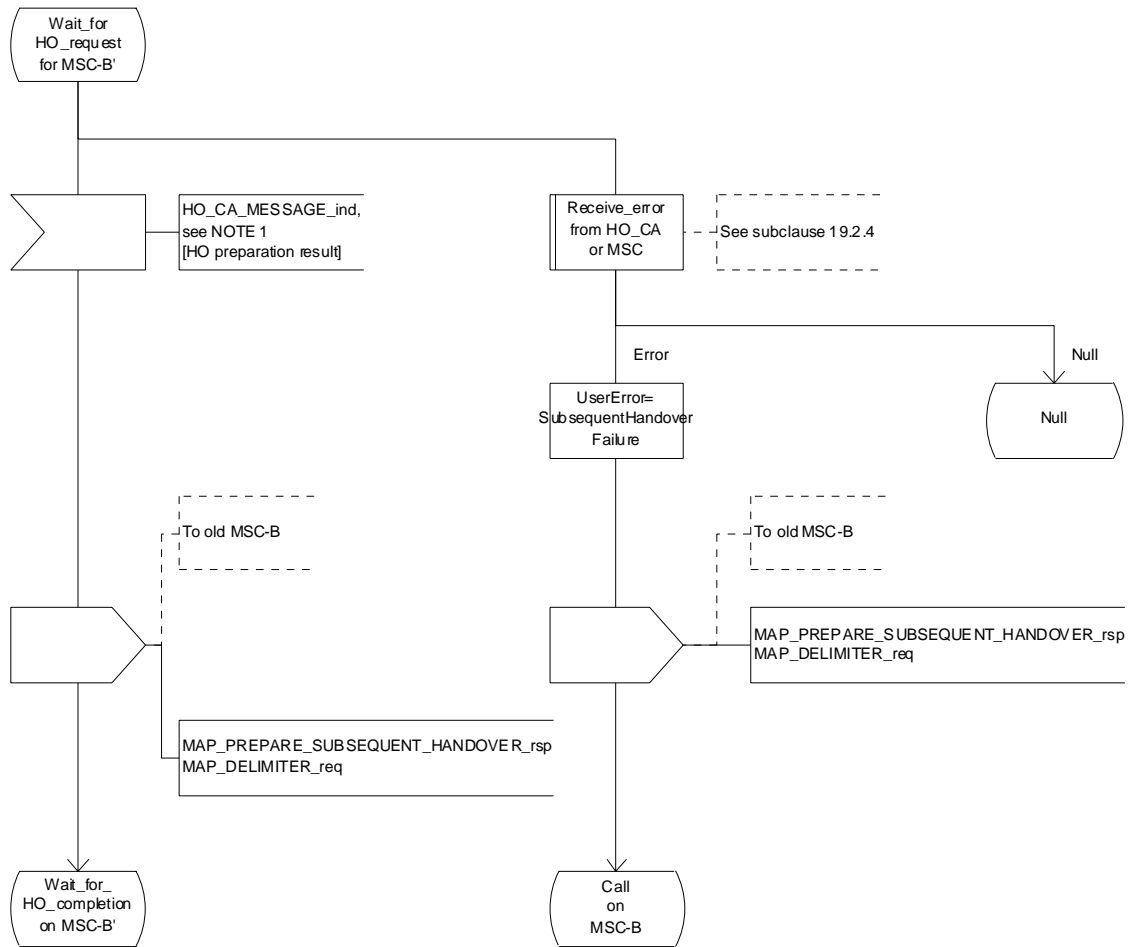 Wait_for
HO_request
for MSC-B'
HO_CA_MESSAGE_ind,
see NOTE 1
[HO preparation result]
Receive_error
from HO_CA
or MSC
See subclause 19.2.4
Error
Null
UserError=
SubsequentHandover
Failure
Null
To old MSC-B
To old MSC-B
MAP_PREPARE_SUBSEQUENT_HANDOVER_rsp
MAP_DELIMITER_req
MAP_PREPARE_SUBSEQUENT_HANDOVER_rsp
MAP_DELIMITER_req
Wait_for_
HO_completion
on MSC-B'
Call
on
MSC-B